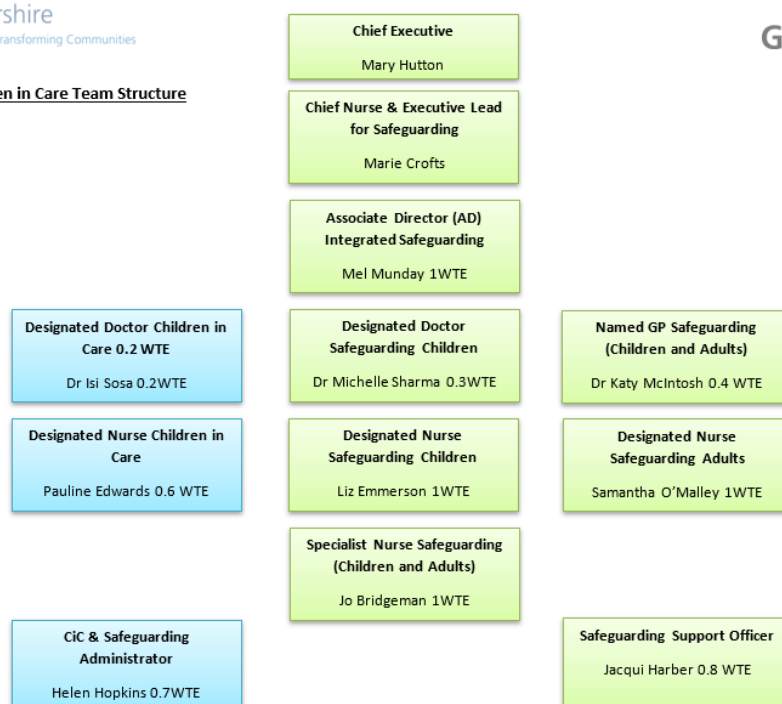 rshire
ransforming Communities
G
en in Care Team Structure
Chief Executive
Mary Hutton
Chief Nurse & Executive Lead
for Safeguarding
Marie Crofts
Associate Director (AD)
Integrated Safeguarding
Mel Munday 1WTE
Designated Doctor Children in
Care 0.2 WTE
Dr Isi Sosa 0.2WTE
Designated Doctor
Safeguarding Children
Dr Michelle Sharma 0.3WTE
Named GP Safeguarding
(Children and Adults)
Dr Katy McIntosh 0.4 WTE
Designated Nurse Children in
Care
Pauline Edwards 0.6 WTE
Designated Nurse
Safeguarding Children
Liz Emmerson 1WTE
Designated Nurse
Safeguarding Adults
Samantha O’Malley 1WTE
Specialist Nurse Safeguarding
(Children and Adults)
Jo Bridgeman 1WTE
CiC & Safeguarding
Administrator
Helen Hopkins 0.7WTE
Safeguarding Support Officer
Jacqui Harber 0.8 WTE